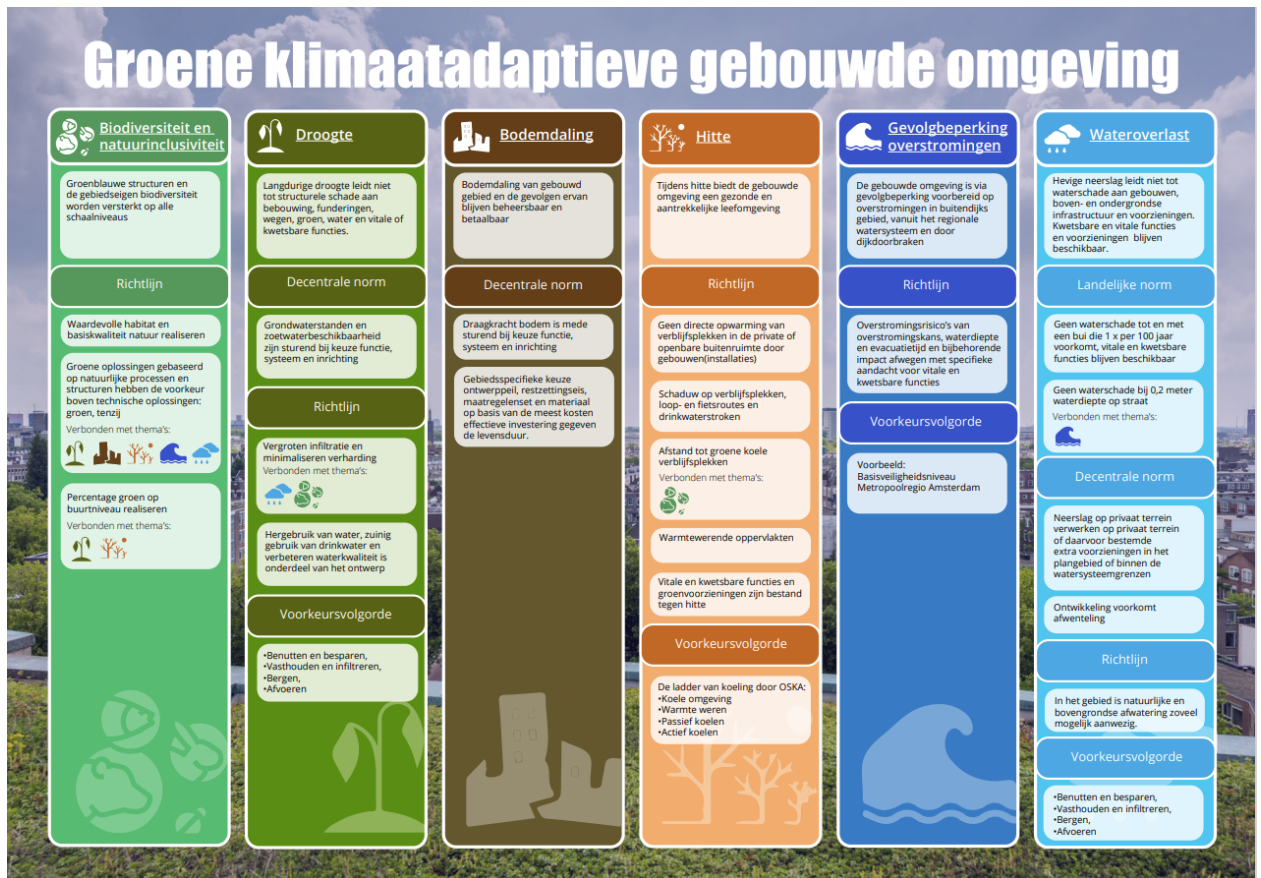 Groene klimaatadaptieve gebouwde omgeving
Biodiversiteit en
natuurinclusiviteit
Groenblauwe structuren en
de gebiedseigen biodiversiteit
worden versterkt op alle
schaalniveaus
Richtlijn
Waardevolle habitat en
basiskwaliteit natuur realiseren
Groene oplossingen gebaseerd
op natuurlijke processen en
structuren hebben de voorkeur
boven technische oplossingen:
groen, tenzij
Verbonden met thema's:
Percentage groen op
buurtniveau realiseren
Verbonden met thema's:
Droogte
Langdurige droogte leidt niet
tot structurele schade aan
bebouwing, funderingen,
wegen, groen, water en vitale of
kwetsbare functies.
Decentrale norm
Grondwaterstanden en
zoetwaterbeschikbaarheid
zijn sturend bij keuze functie,
systeem en inrichting
Richtlijn
Vergroten infiltratie en
minimaliseren verharding
Verbonden met thema's:
Hergebruik van water, zuinig
gebruik van drinkwater en
verbeteren waterkwaliteit is
onderdeel van het ontwerp
Voorkeursvolgorde
•Benutten en besparen,
•Vasthouden en infiltreren,
•Bergen,
•Afvoeren
Bodemdaling
Bodemdaling van gebouwd
gebied en de gevolgen ervan
blijven beheersbaar en
betaalbaar
Decentrale norm
Draagkracht bodem is mede
sturend bij keuze functie,
systeem en inrichting
Gebiedsspecifieke keuze
ontwerppeil, restzettingseis,
maatregelenset en materiaal
op basis van de meest kosten
effectieve investering gegeven
de levensduur.
Hitte
Tijdens hitte biedt de gebouwde
omgeving een gezonde en
aantrekkelijke leefomgeving
Richtlijn
Geen directe opwarming van
verblijfsplekken in de private of
openbare buitenruimte door
gebouwen(installaties)
Schaduw op verblijfsplekken,
loop- en fietsroutes en
drinkwaterstroken
Afstand tot groene koele
verblijfsplekken
Verbonden met thema's:
Warmtewerende oppervlakten
Vitale en kwetsbare functies en
groenvoorzieningen zijn bestand
tegen hitte
Voorkeursvolgorde
De ladder van koeling door OSKA:
•Koele omgeving
•Warmte weren
•Passief koelen
•Actief koelen
Gevolgbeperking
overstromingen
De gebouwde omgeving is via
gevolgbeperking voorbereid op
overstromingen in buitendijks
gebied, vanuit het regionale
watersysteem en door
dijkdoorbraken
Richtlijn
Overstromingsrisico's van
overstromingskans, waterdiepte
en evacuatietijd en bijbehorende
impact afwegen met specifieke
aandacht voor vitale en
kwetsbare functies
Voorkeursvolgorde
Voorbeeld:
Basisveiligheidsniveau
Metropoolregio Amsterdam
Wateroverlast
Hevige neerslag leidt niet tot
waterschade aan gebouwen,
boven- en ondergrondse
infrastructuur en voorzieningen.
Kwetsbare en vitale functies
en voorzieningen blijven
beschikbaar.
Landelijke norm
Geen waterschade tot en met
een bui die 1 x per 100 jaar
voorkomt, vitale en kwetsbare
functies blijven beschikbaar
Geen waterschade bij 0,2 meter
waterdiepte op straat
Verbonden met thema's:
Decentrale norm
Neerslag op privaat terrein
verwerken op privaat terrein
of daarvoor bestemde
extra voorzieningen in het
plangebied of binnen de
watersysteemgrenzen
Ontwikkeling voorkomt
afwenteling
Richtlijn
In het gebied is natuurlijke en
bovengrondse afwatering zoveel
mogelijk aanwezig.
Voorkeursvolgorde
•Benutten en besparen,
•Vasthouden en infiltreren,
•Bergen,
•Afvoeren